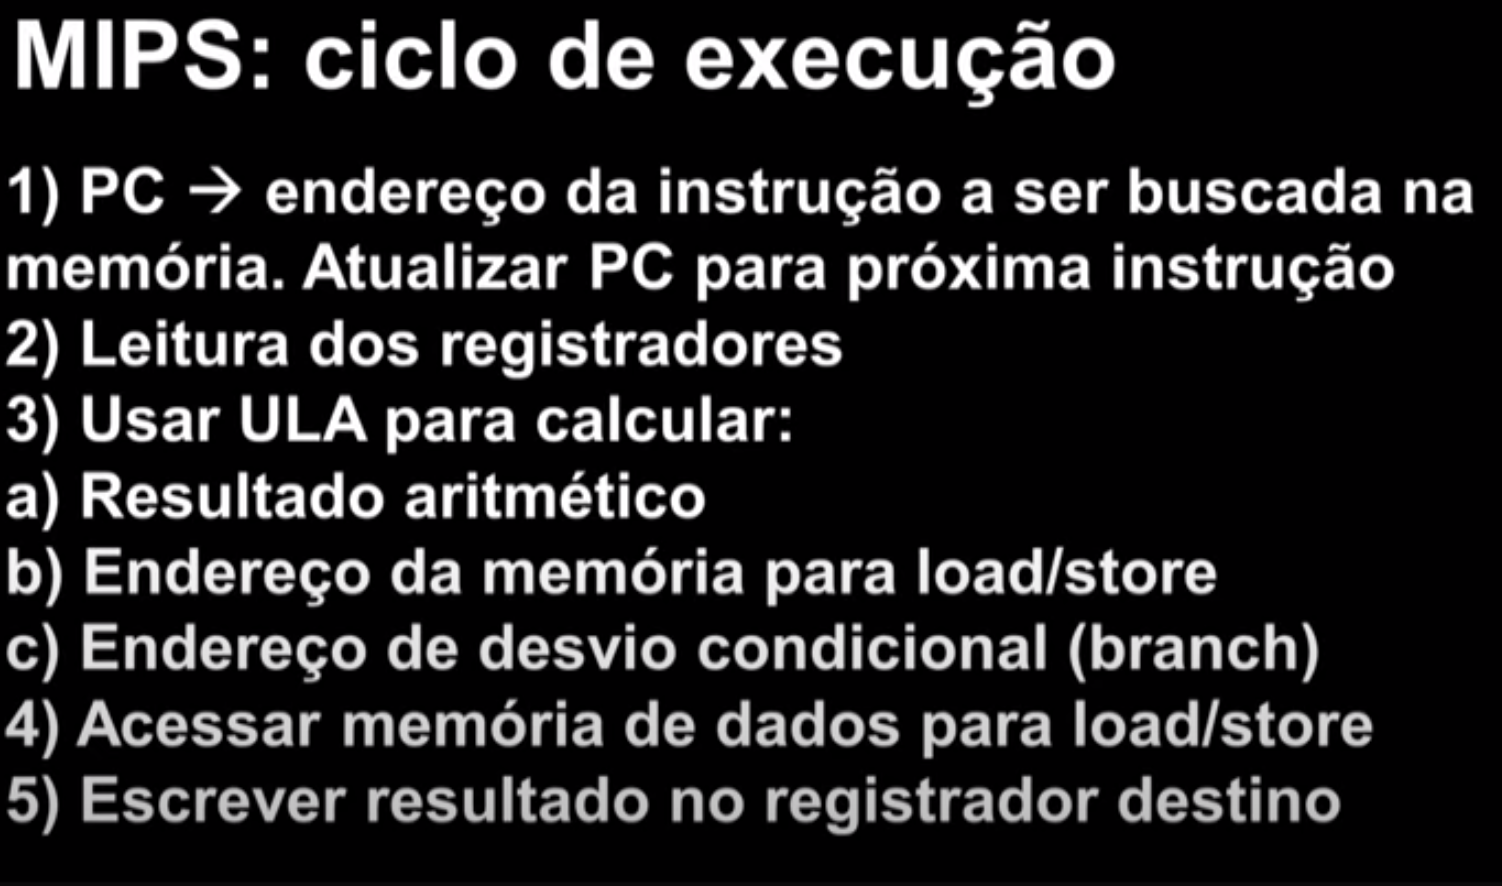 MIPS: ciclo de execução
1) PC → endereço da instrução a ser buscada na
memória. Atualizar PC para próxima instrução
2) Leitura dos registradores
3) Usar ULA para calcular:
a) Resultado aritmético
b) Endereço da memória para load/store
c) Endereço de desvio condicional (branch)
4) Acessar memória de dados para load/store
5) Escrever resultado no registrador destino